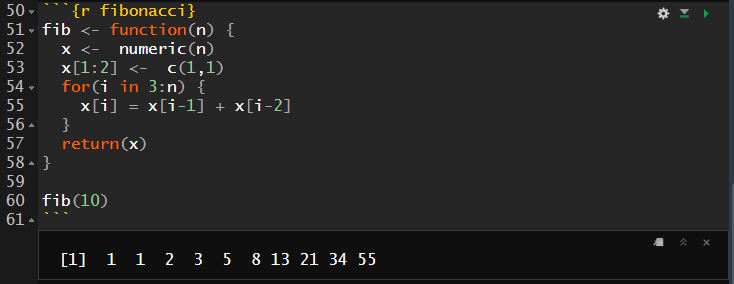 50 ```{r fibonacci}
51 fib <- function(n) {
52   x <-  numeric(n)
53   x[1:2] <-  c(1,1)
54   for(i in 3:n) {
55     x[i] = x[i-1] + x[i-2]
56   }
57   return(x)
58 }
59
60 fib(10)
61 ```
[1]  1  1  2  3  5  8 13 21 34 55